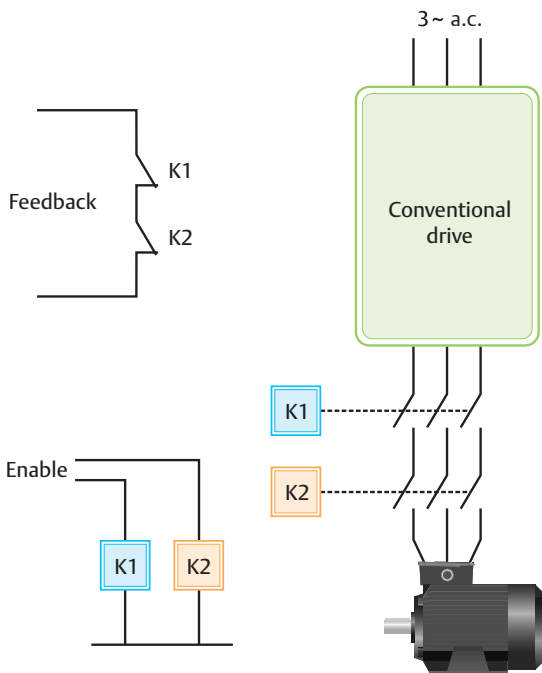 3~ a.c.
K1
Feedback
K2
Conventional
drive
K1
Enable
K2
K1
K2